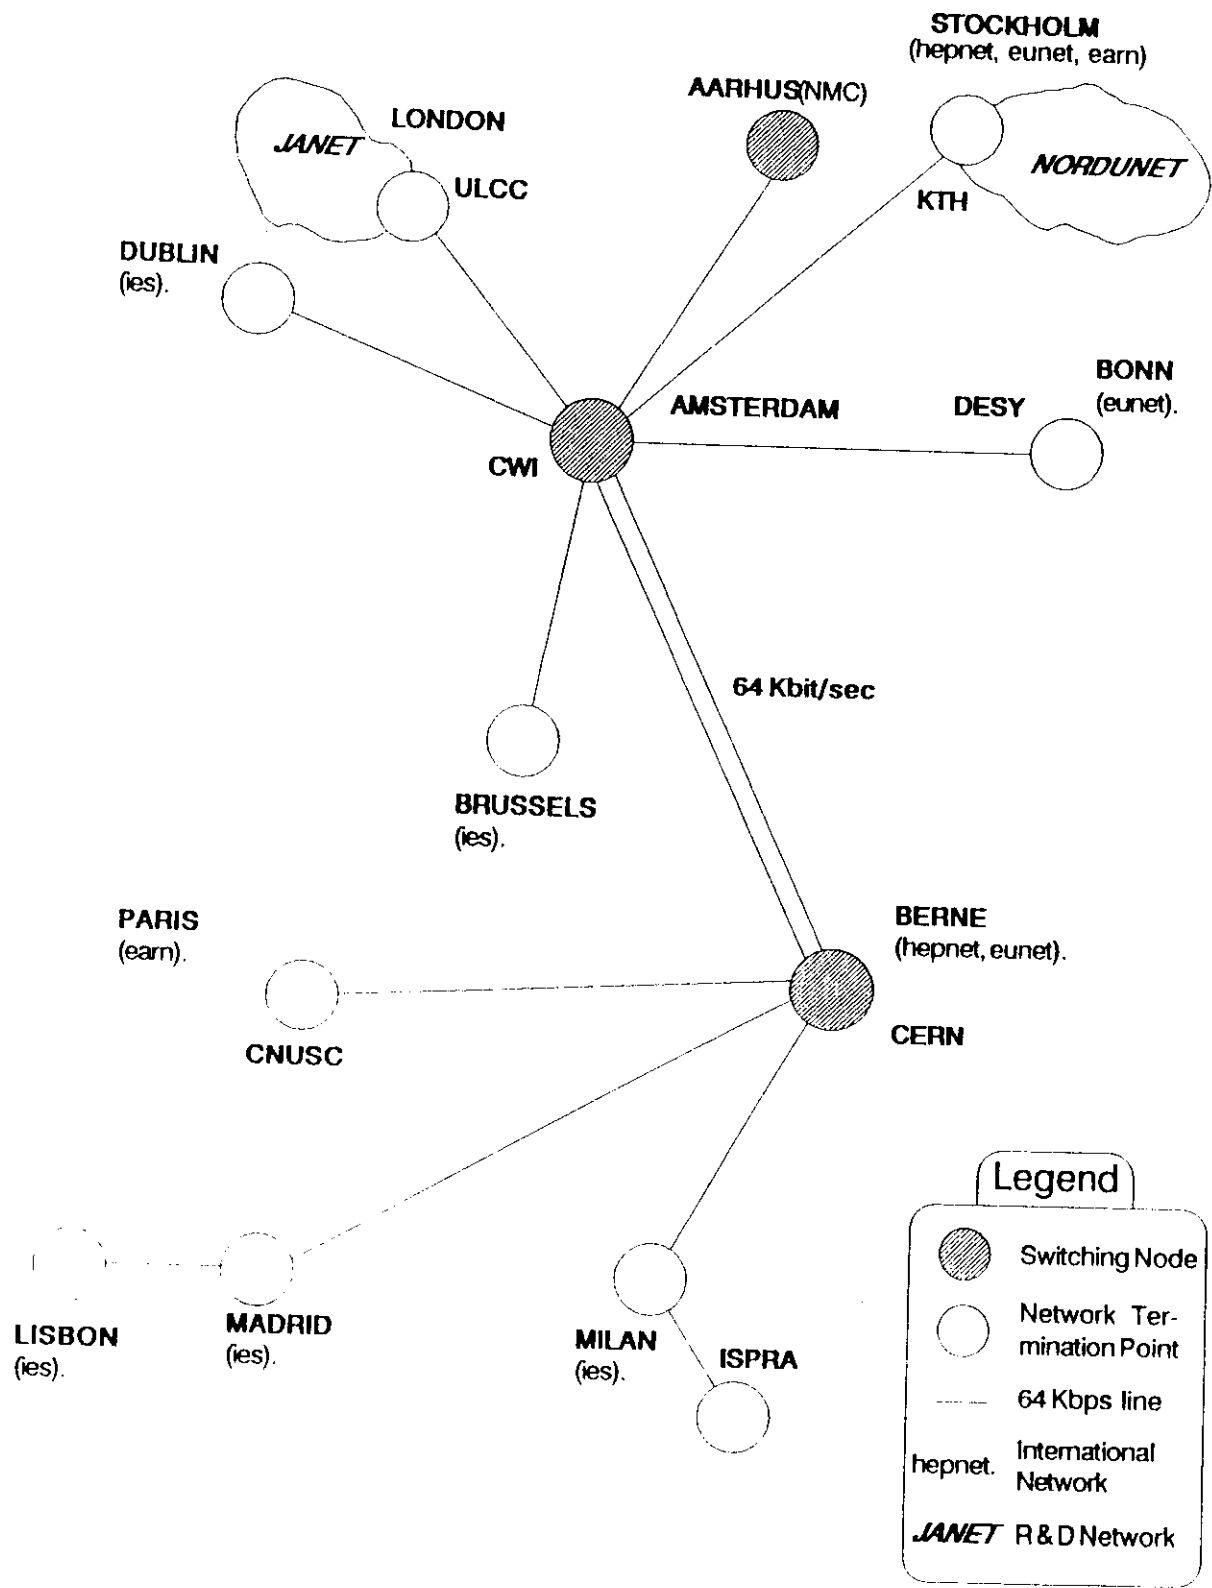 STOCKHOLM
(hepnet, eunet, earn)
AARHUS(NMC)
LONDON
JANET
NORDUNET
ULCC
KTH
DUBLIN
(ies).
BONN
(eunet).
AMSTERDAM
DESY
CWI
64 Kbit/sec
BRUSSELS
(ies).
PARIS
(earn).
BERNE
(hepnet, eunet).
CERN
CNUSC
LISBON
(ies).
MADRID
(ies).
MILAN
(ies).
ISPRA
Legend
Switching Node
Network Ter-
mination Point
64 Kbps line
hepnet. International
Network
JANET R & D Network